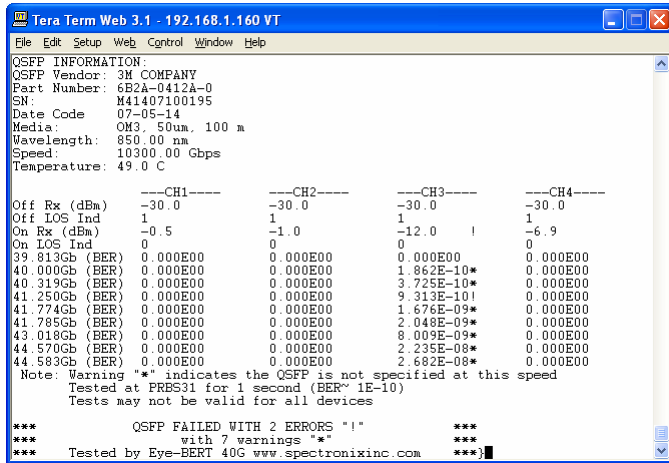 Tera Term Web 3.1 - 192.168.1.160 VT
File Edit Setup Web Control Window Help
QSFP INFORMATION:
QSFP Vendor: 3M COMPANY
Part Number: 6B2A-0412A-0
SN: M41407100195
Date Code 07-05-14
Media: OM3, 50um, 100 m
Wavelength: 850.00 nm
Speed: 10300.00 Gbps
Temperature: 49.0 C
---CH1---- ---CH2---- ---CH3---- ---CH4----
Off Rx (dBm) -30.0 -30.0 -30.0 -30.0
Off LOS Ind 1 1 1 1
On Rx (dBm) -0.5 -1.0 -12.0 ! -6.9
On LOS Ind 0 0 0 0
39.813Gb (BER) 0.000E00 0.000E00 0.000E00 0.000E00
40.000Gb (BER) 0.000E00 0.000E00 1.862E-10* 0.000E00
40.319Gb (BER) 0.000E00 0.000E00 3.725E-10* 0.000E00
41.250Gb (BER) 0.000E00 0.000E00 9.313E-10! 0.000E00
41.774Gb (BER) 0.000E00 0.000E00 1.676E-09* 0.000E00
41.785Gb (BER) 0.000E00 0.000E00 2.048E-09* 0.000E00
43.018Gb (BER) 0.000E00 0.000E00 8.009E-09* 0.000E00
44.570Gb (BER) 0.000E00 0.000E00 2.235E-08* 0.000E00
44.583Gb (BER) 0.000E00 0.000E00 2.682E-08* 0.000E00
Note: Warning "*" indicates the QSFP is not specified at this speed
Tested at PRBS31 for 1 second (BER~ 1E-10)
Tests may not be valid for all devices
*** QSFP FAILED WITH 2 ERRORS "!" ***
*** with 7 warnings "*" ***
*** Tested by Eye-BERT 40G www.spectronixinc.com ***}